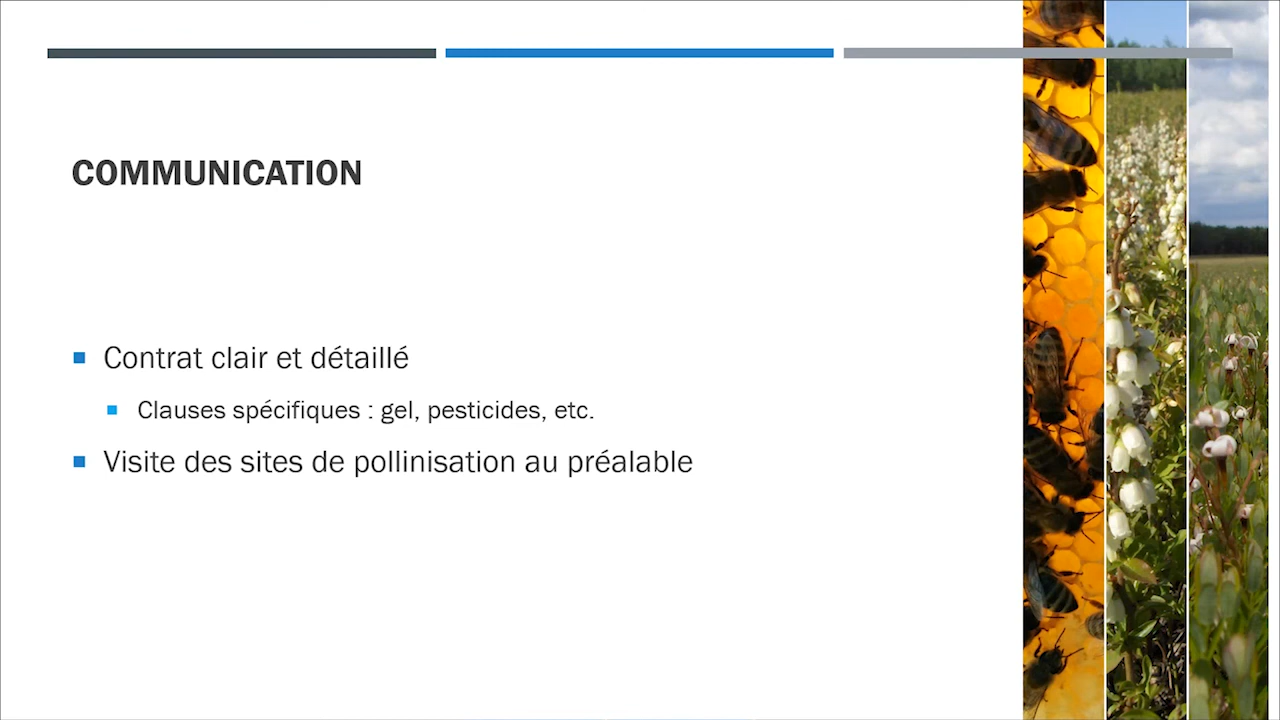 COMMUNICATION
Contrat clair et détaillé
Clauses spécifiques : gel, pesticides, etc.
Visite des sites de pollinisation au préalable